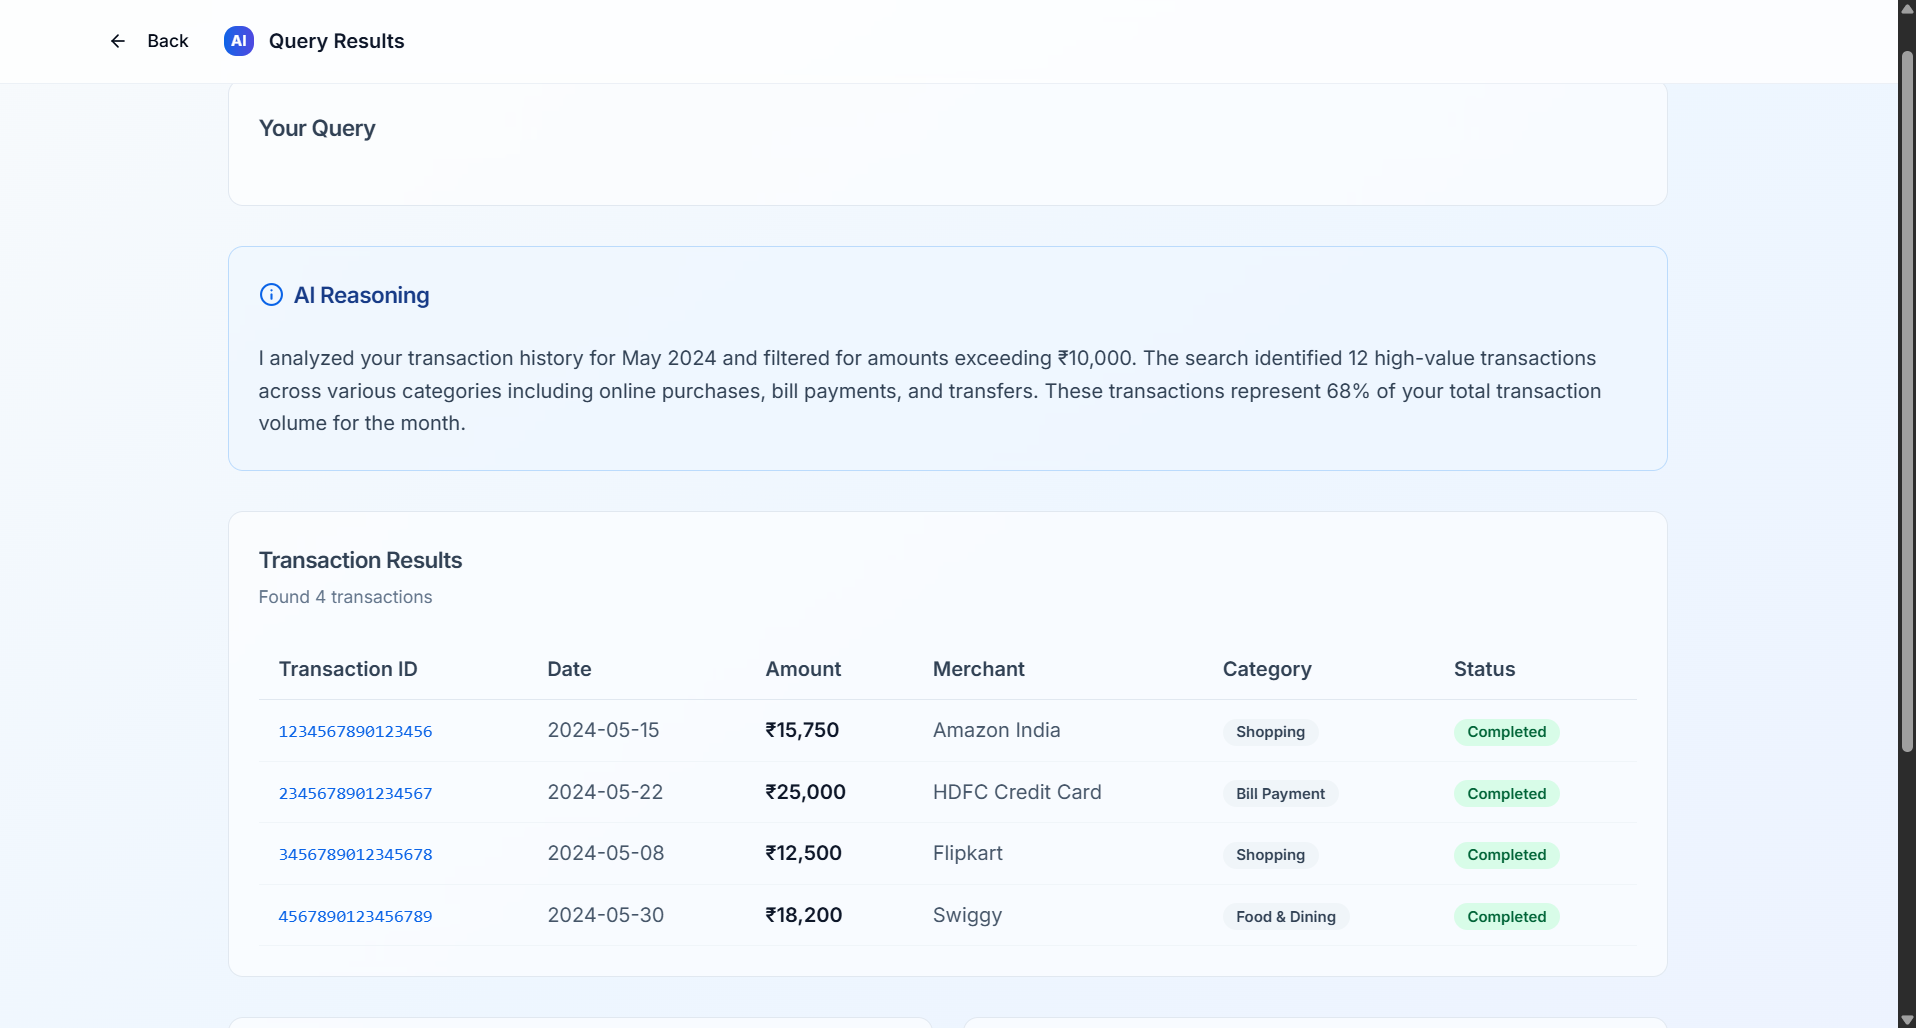 Back
AI
Query Results
Your Query
AI Reasoning
I analyzed your transaction history for May 2024 and filtered for amounts exceeding ₹10,000. The search identified 12 high-value transactions
across various categories including online purchases, bill payments, and transfers. These transactions represent 68% of your total transaction
volume for the month.
Transaction Results
Found 4 transactions
Transaction ID Date Amount Merchant Category Status
1234567890123456 2024-05-15 ₹15,750 Amazon India Shopping Completed
2345678901234567 2024-05-22 ₹25,000 HDFC Credit Card Bill Payment Completed
3456789012345678 2024-05-08 ₹12,500 Flipkart Shopping Completed
4567890123456789 2024-05-30 ₹18,200 Swiggy Food & Dining Completed